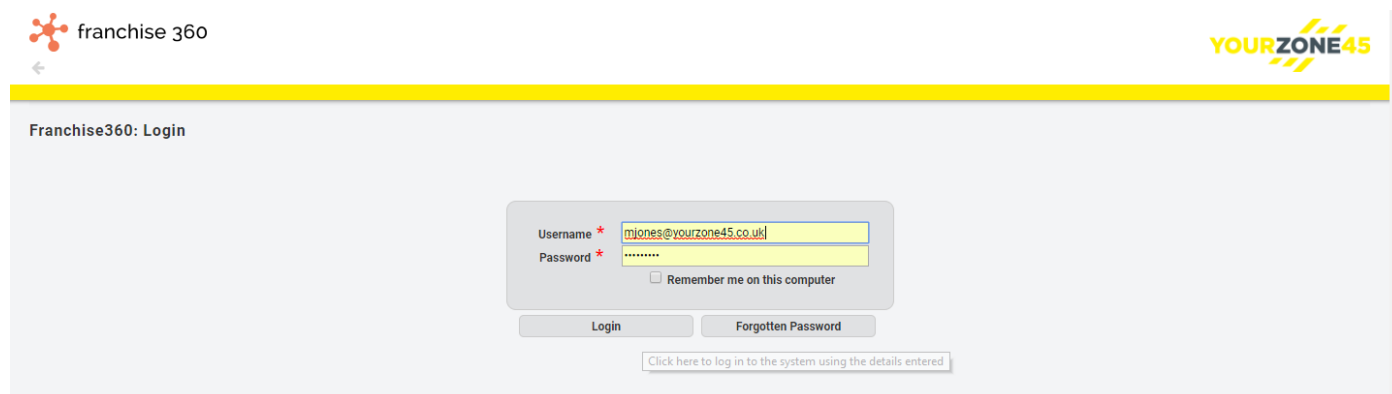 franchise 360
YOURZONE45
Franchise360: Login
Username *
mjones@yourzone45.co.uk
Password *
•••••••••
Remember me on this computer
Login
Forgotten Password
Click here to log in to the system using the details entered